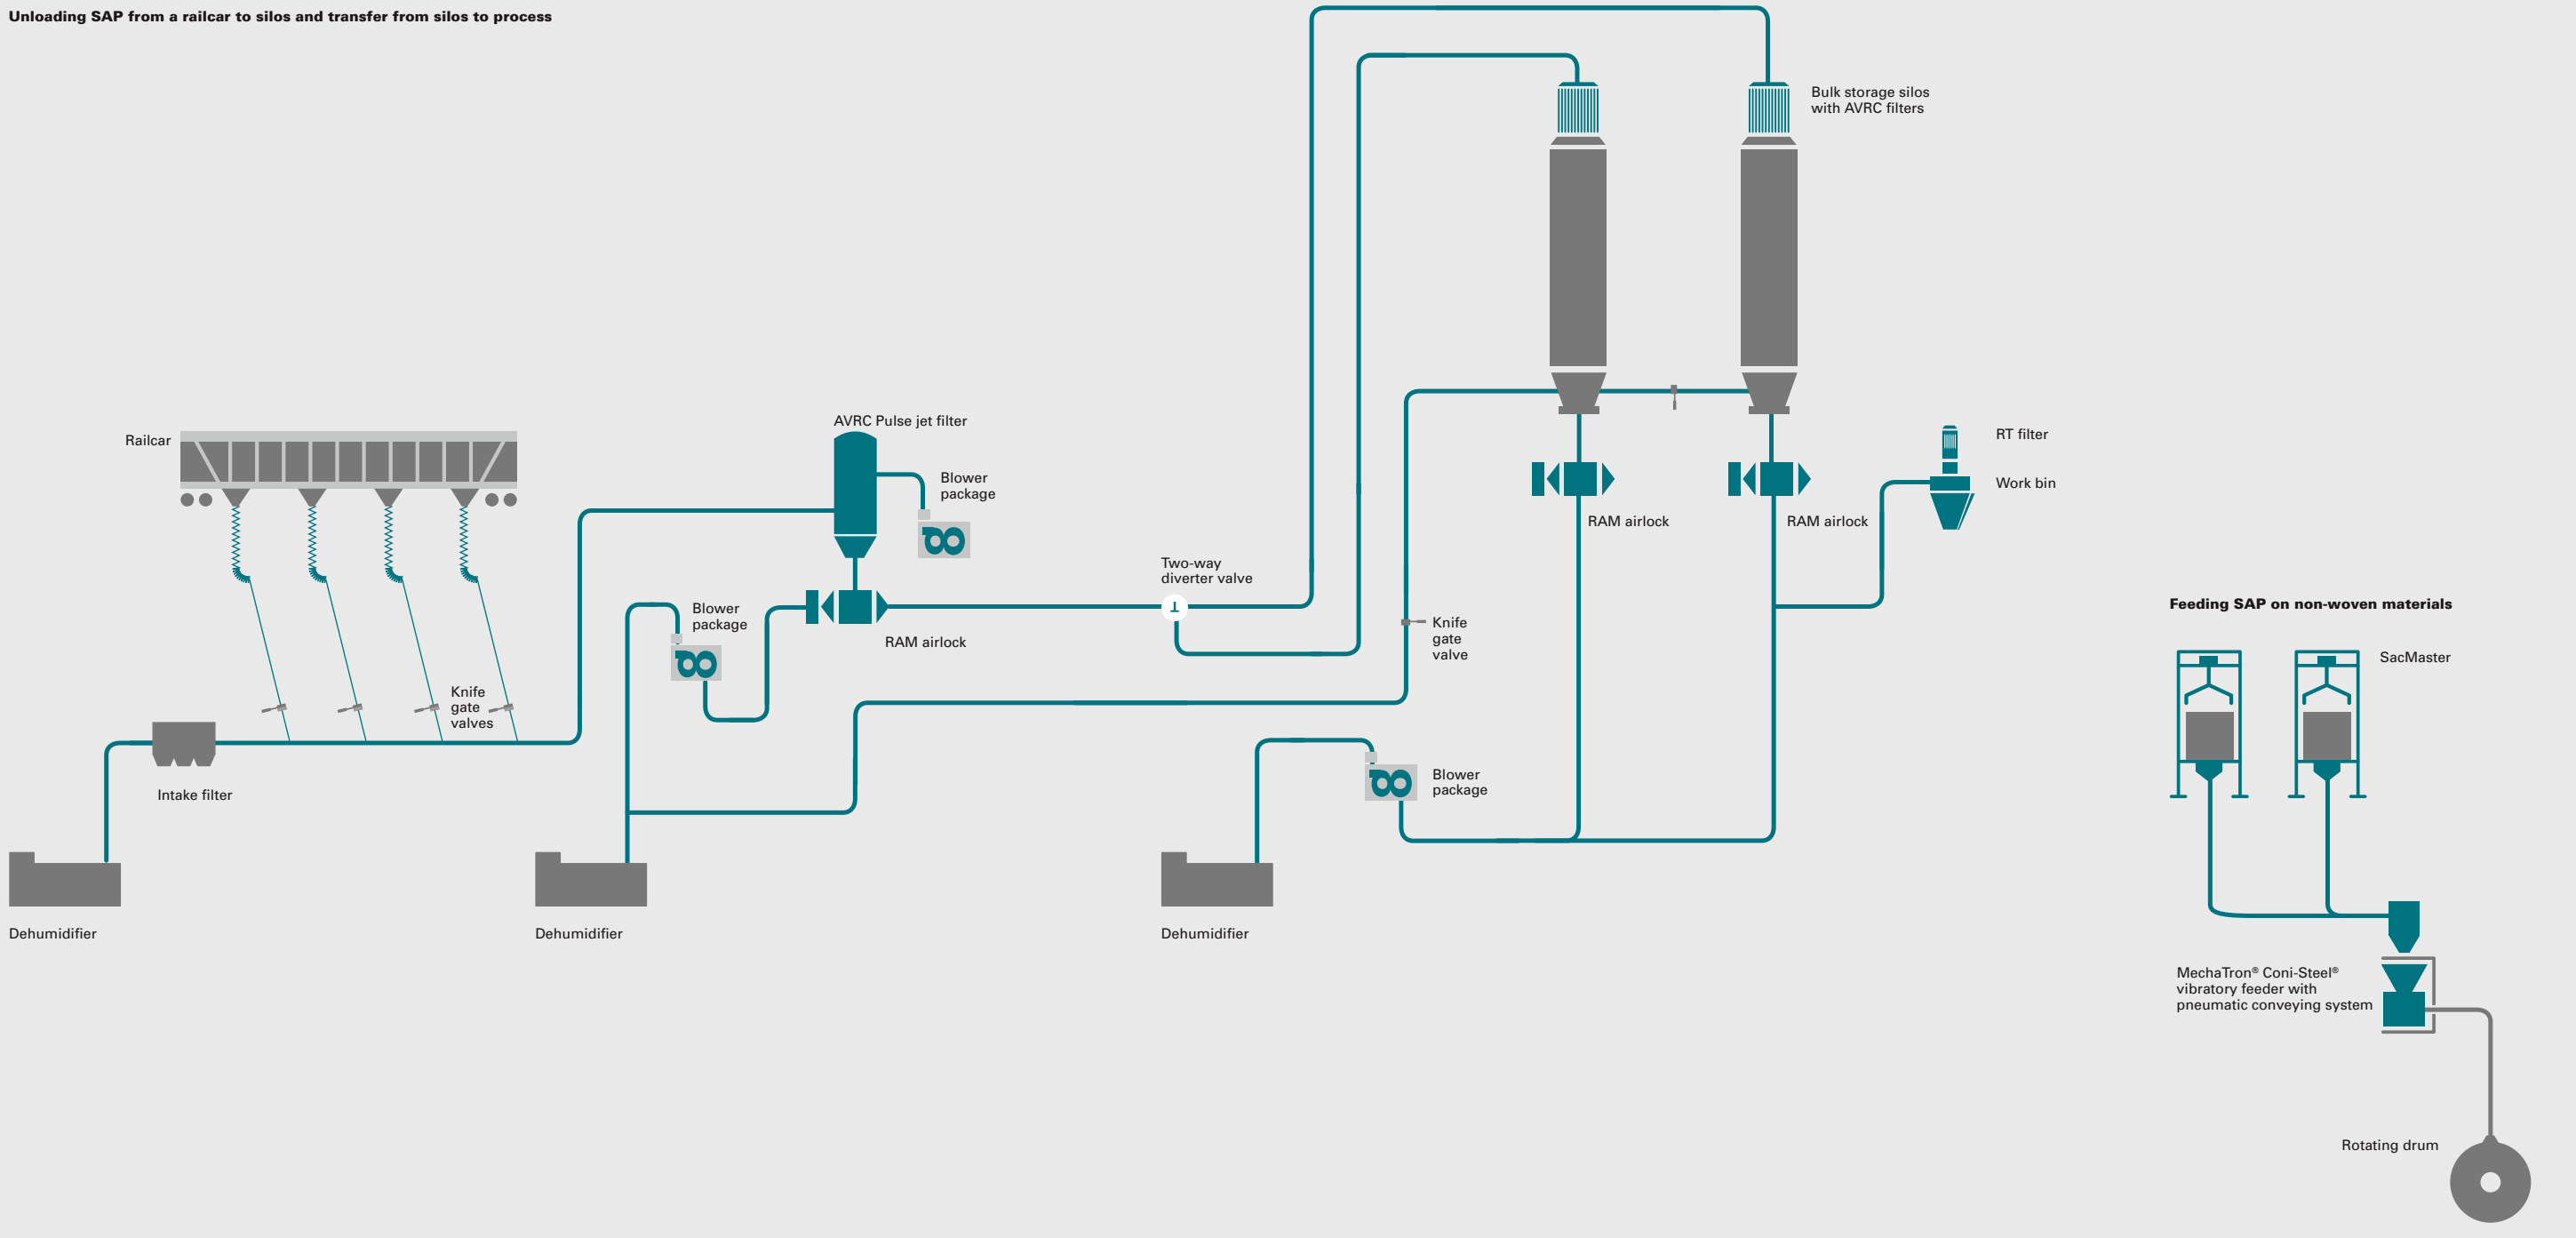 Unloading SAP from a railcar to silos and transfer from silos to process
Bulk storage silos
with AVRC filters
Railcar
AVRC Pulse jet filter
Blower
package
RT filter
Work bin
RAM airlock
RAM airlock
Two-way
diverter valve
Blower
package
RAM airlock
Knife
gate
valve
Knife
gate
valves
Intake filter
Blower
package
Dehumidifier
Dehumidifier
Dehumidifier
Feeding SAP on non-woven materials
SacMaster
MechaTron® Coni-Steel®
vibratory feeder with
pneumatic conveying system
Rotating drum